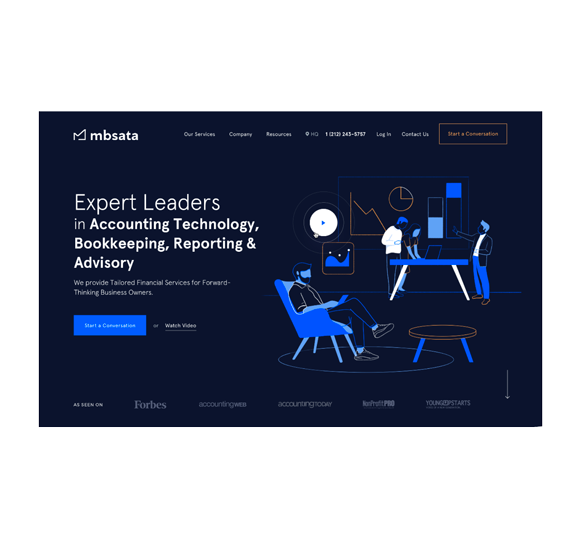 mbsata
Our Services Company Resources HQ 1 (212) 243-5757 Log In Contact Us Start a Conversation
Expert Leaders
in Accounting Technology,
Bookkeeping, Reporting &
Advisory
We provide Tailored Financial Services for Forward-
Thinking Business Owners.
Start a Conversation or Watch Video
AS SEEN ON Forbes accountingWEB accountingTODAY NonProfitPRO YOUNGUPSTARTS